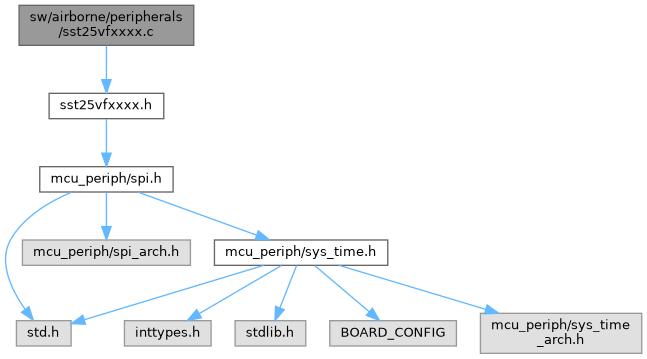 sw/airborne/peripherals
/sst25vfxxxx.c
sst25vfxxxx.h
mcu_periph/spi.h
mcu_periph/spi_arch.h
mcu_periph/sys_time.h
std.h
inttypes.h
stdlib.h
BOARD_CONFIG
mcu_periph/sys_time
_arch.h